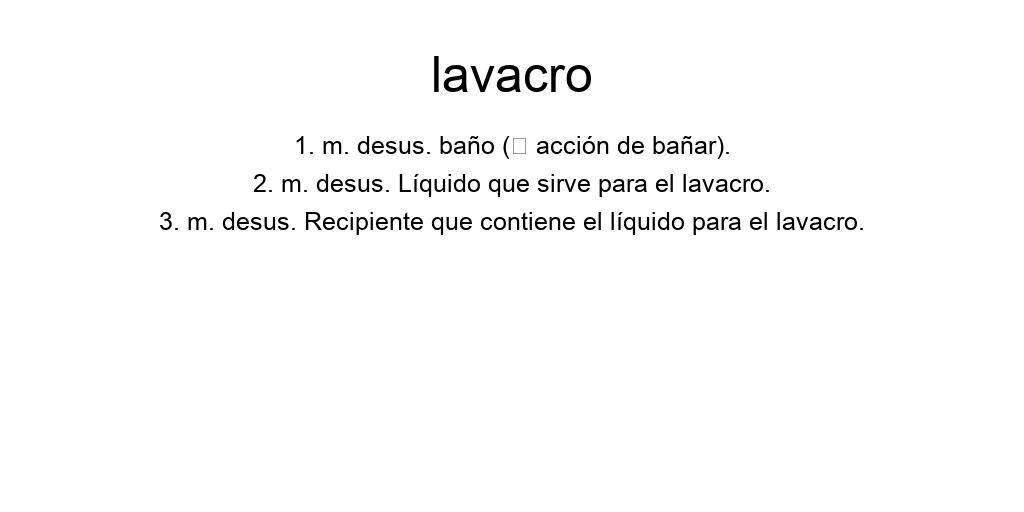 lavacro
1. m. desus. baño (□ acción de bañar).
2. m. desus. Líquido que sirve para el lavacro.
3. m. desus. Recipiente que contiene el líquido para el lavacro.